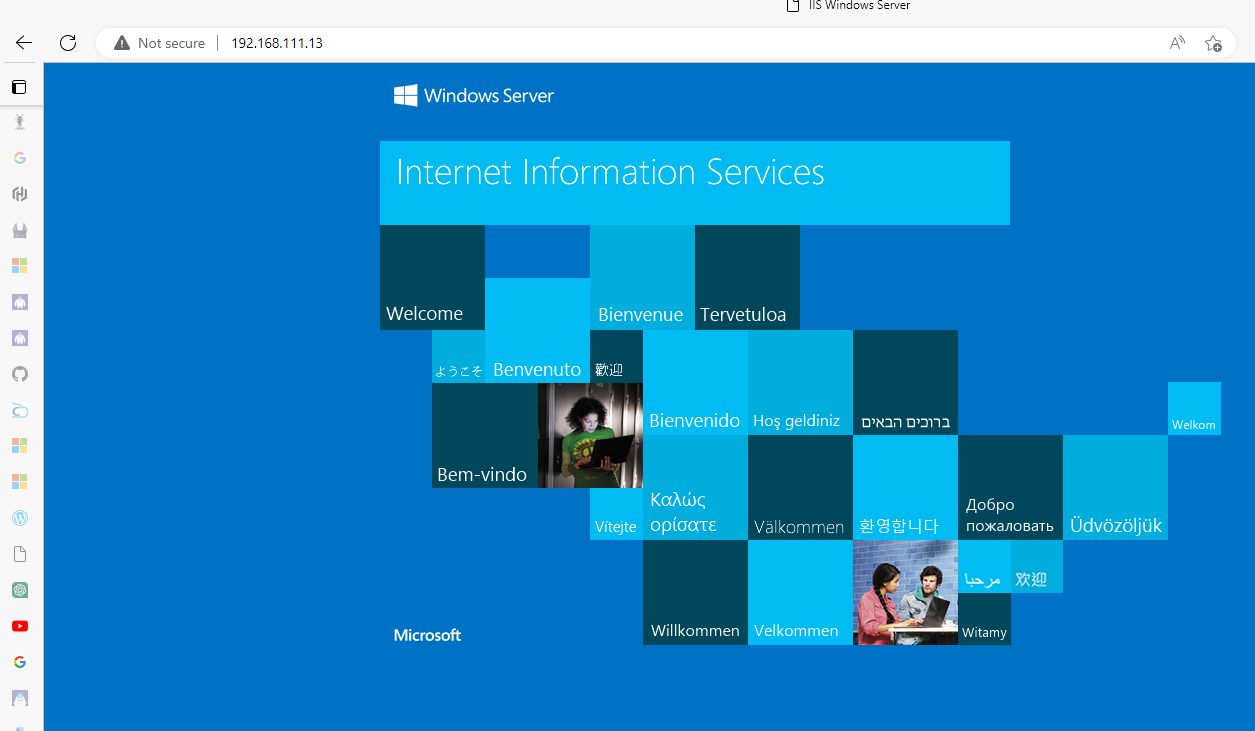 IIS Windows Server
Not secure
192.168.111.13
Windows Server
Internet Information Services
Welcome
Bienvenue
Tervetuloa
ようこそ
Benvenuto
歡迎
Bienvenido
Hoş geldiniz
ברוכים הבאים
Welkom
Bem-vindo
Vítejte
Καλώς
ορίσατε
Välkommen
환영합니다
Добро
пожаловать
Üdvözöljük
Willkommen
Velkommen
مرحبا
欢迎
Witamy
Microsoft